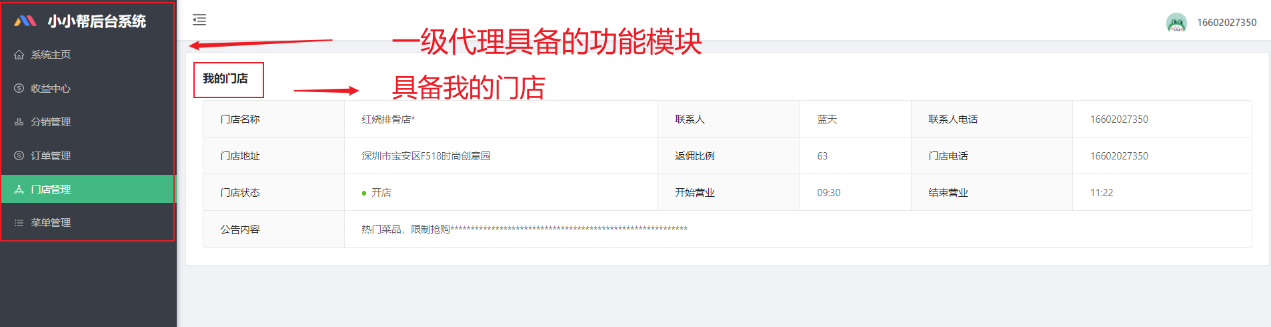 小小帮后台系统
16602027350
系统主页
收益中心
分销管理
订单管理
门店管理
菜单管理
一级代理具备的功能模块
我的门店
具备我的门店
门店名称 红烧排骨店* 联系人 蓝天 联系人电话 16602027350
门店地址 深圳市宝安区F518时尚创意园 返佣比例 63 门店电话 16602027350
门店状态 开店 开始营业 09:30 结束营业 11:22
公告内容 热门菜品，限制抢购**********************************************************